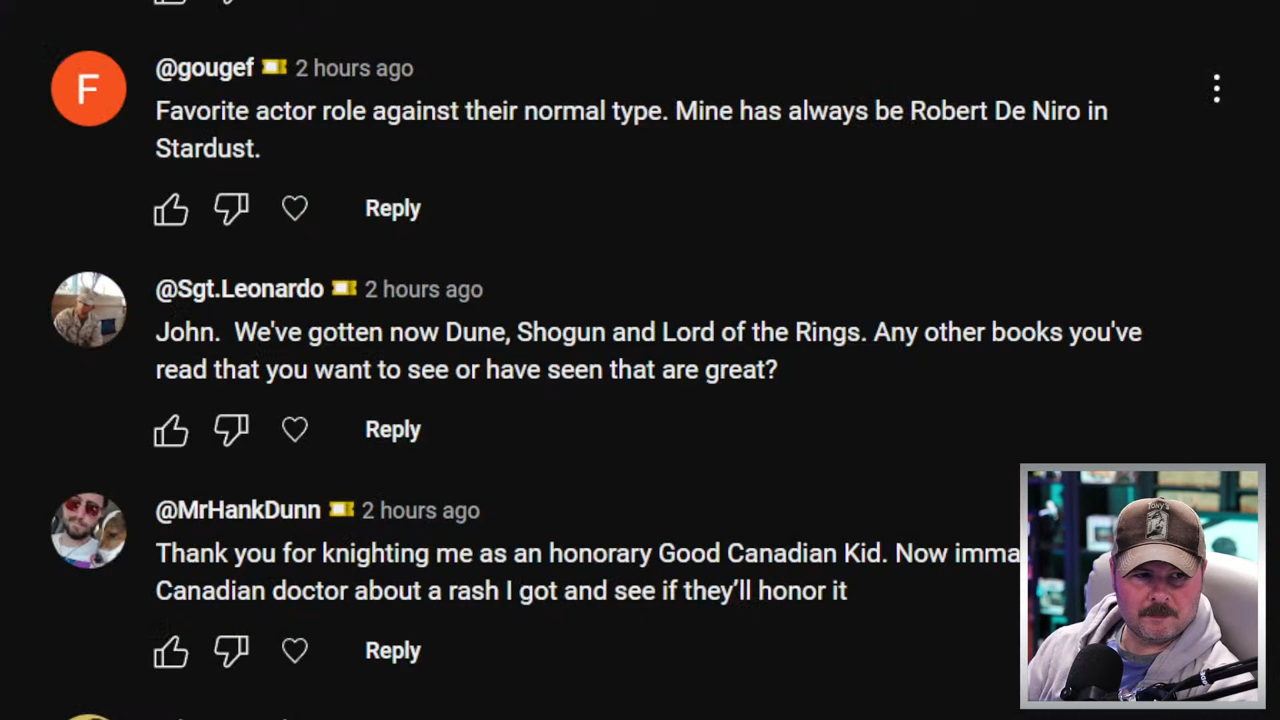 F
@gougef 2 hours ago
Favorite actor role against their normal type. Mine has always be Robert De Niro in
Stardust.
Reply
@Sgt.Leonardo 2 hours ago
John.  We've gotten now Dune, Shogun and Lord of the Rings. Any other books you've
read that you want to see or have seen that are great?
Reply
@MrHankDunn 2 hours ago
Thank you for knighting me as an honorary Good Canadian Kid. Now imma
Canadian doctor about a rash I got and see if they’ll honor it
Reply
TONY'S